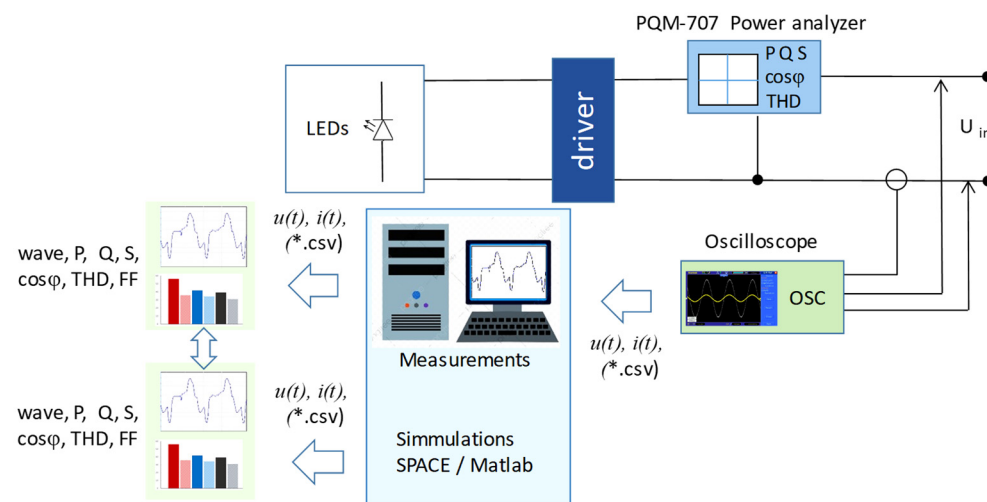 PQM-707 Power analyzer
P Q S
cosφ
THD
LEDs
driver
U in
u(t), i(t),
(*.csv)
wave, P, Q, S,
cosφ, THD, FF
Oscilloscope
OSC
Measurements
u(t), i(t),
(*.csv)
u(t), i(t),
(*.csv)
wave, P, Q, S,
cosφ, THD, FF
Simmulations
SPACE / Matlab